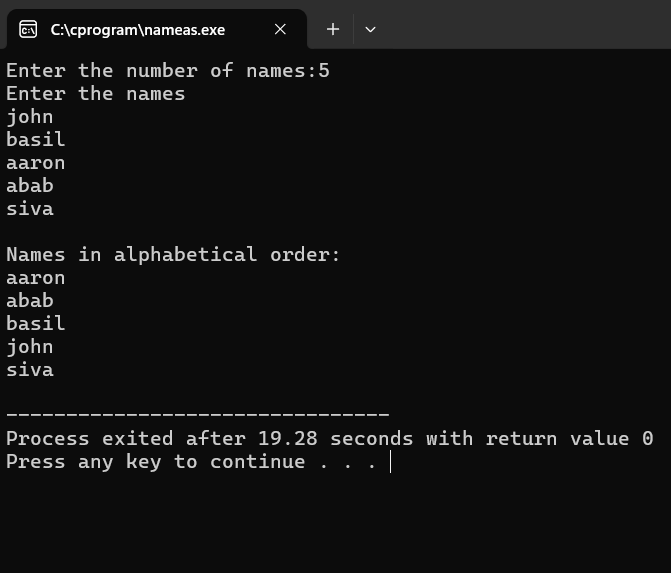 C:\cprogram\nameas.exe
Enter the number of names:5
Enter the names
john
basil
aaron
abab
siva

Names in alphabetical order:
aaron
abab
basil
john
siva

--------------------------------
Process exited after 19.28 seconds with return value 0
Press any key to continue . . .